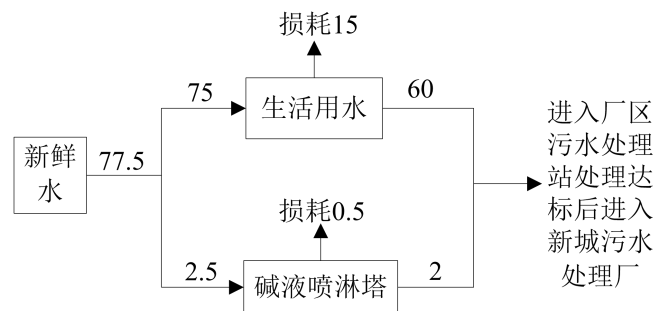 损耗15
75
生活用水
60
新鲜
水
77.5
进入厂区
污水处理
站处理达
标后进入
新城污水
处理厂
损耗0.5
2.5
碱液喷淋塔
2